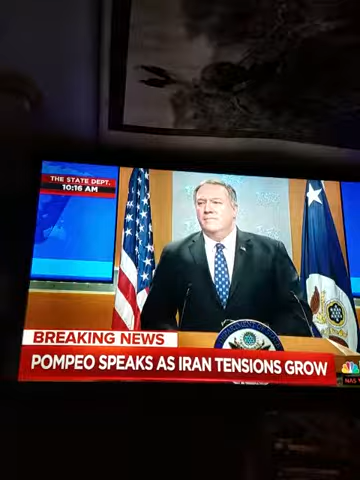 THE STATE DEPT.
10:16 AM
BREAKING NEWS
POMPEO SPEAKS AS IRAN TENSIONS GROW